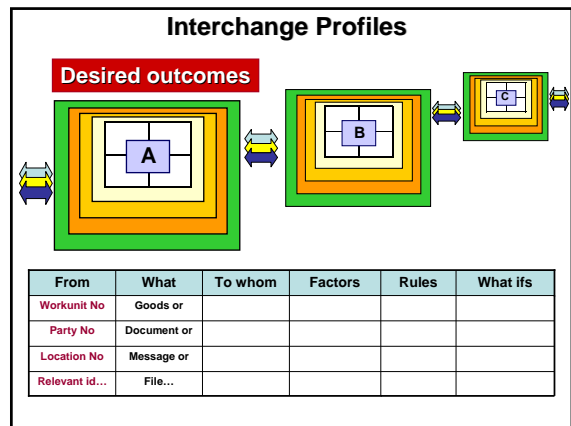 Interchange Profiles
Desired outcomes
A
B
C
From What To whom Factors Rules What ifs
Workunit No Goods or
Party No Document or
Location No Message or
Relevant id… File…